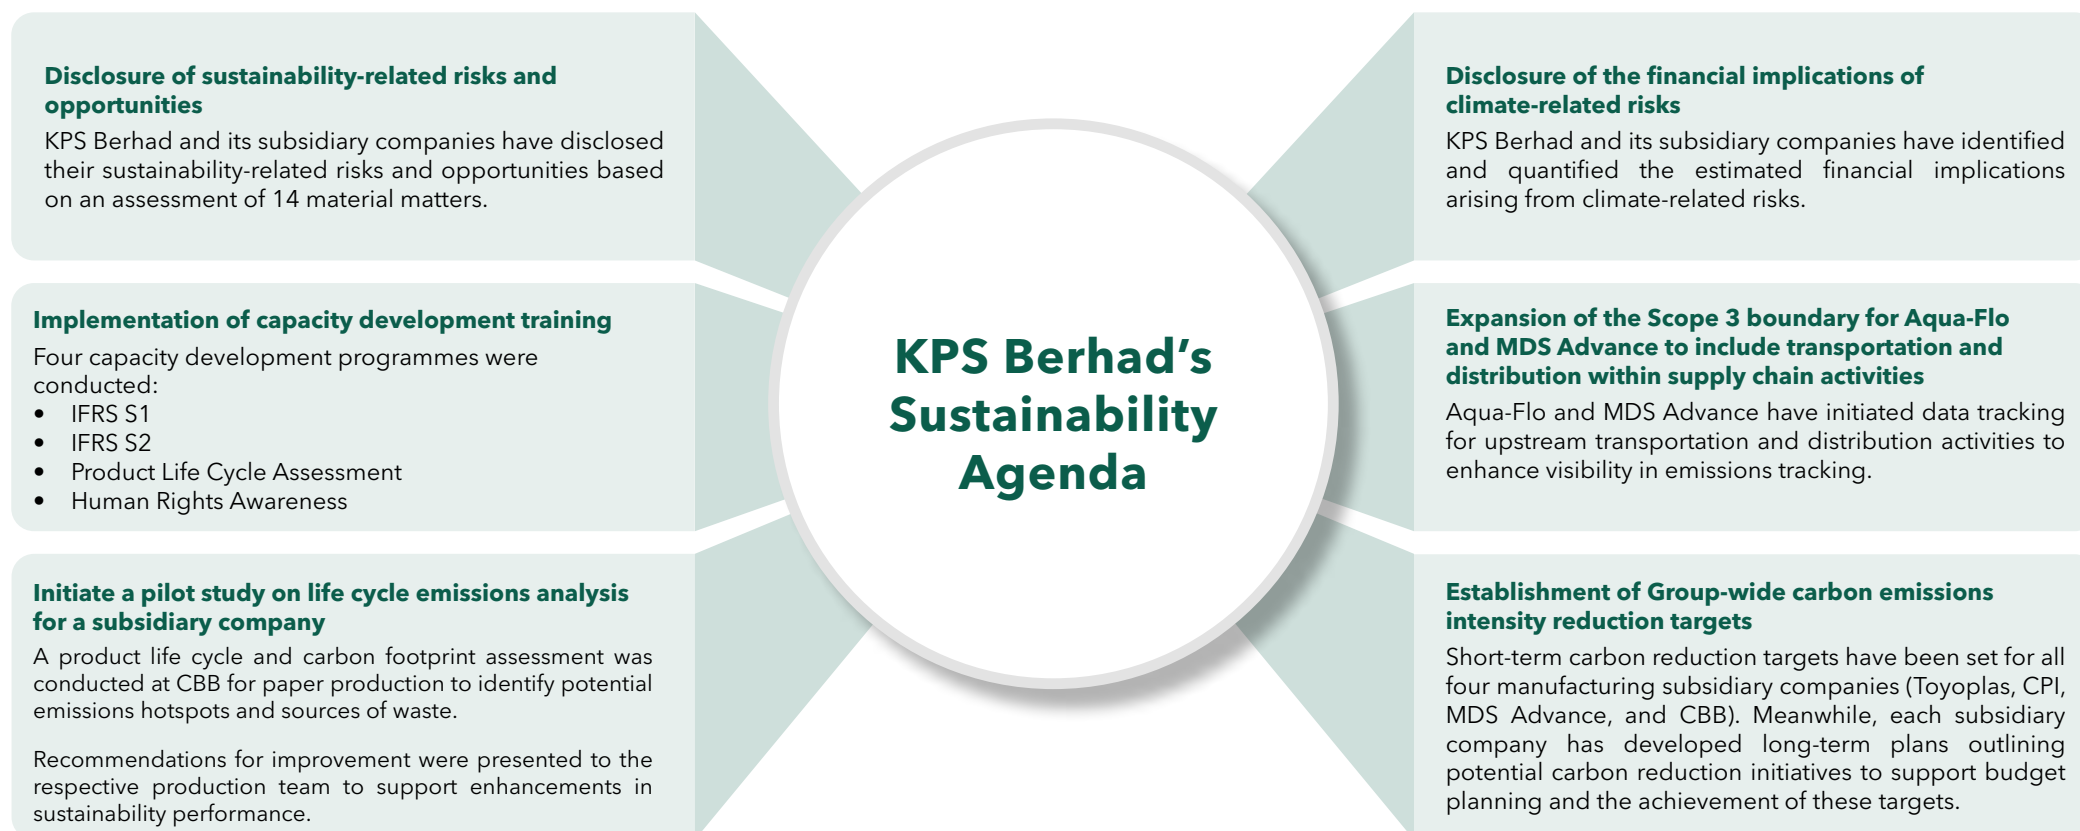 Disclosure of sustainability-related risks and
opportunities
KPS Berhad and its subsidiary companies have disclosed
their sustainability-related risks and opportunities based
on an assessment of 14 material matters.
Implementation of capacity development training
Four capacity development programmes were
conducted:
• IFRS S1
• IFRS S2
• Product Life Cycle Assessment
• Human Rights Awareness
Initiate a pilot study on life cycle emissions analysis
for a subsidiary company
A product life cycle and carbon footprint assessment was
conducted at CBB for paper production to identify potential
emissions hotspots and sources of waste.
Recommendations for improvement were presented to the
respective production team to support enhancements in
sustainability performance.
KPS Berhad's
Sustainability
Agenda
Disclosure of the financial implications of
climate-related risks
KPS Berhad and its subsidiary companies have identified
and quantified the estimated financial implications
arising from climate-related risks.
Expansion of the Scope 3 boundary for Aqua-Flo
and MDS Advance to include transportation and
distribution within supply chain activities
Aqua-Flo and MDS Advance have initiated data tracking
for upstream transportation and distribution activities to
enhance visibility in emissions tracking.
Establishment of Group-wide carbon emissions
intensity reduction targets
Short-term carbon reduction targets have been set for all
four manufacturing subsidiary companies (Toyoplas, CPI,
MDS Advance, and CBB). Meanwhile, each subsidiary
company has developed long-term plans outlining
potential carbon reduction initiatives to support budget
planning and the achievement of these targets.